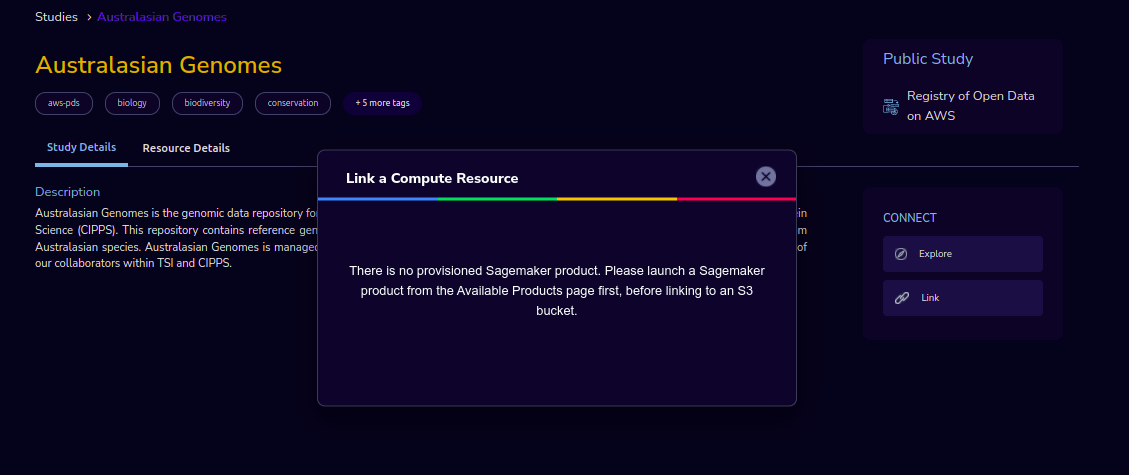 Studies > Australasian Genomes
Australasian Genomes
aws-pds biology biodiversity conservation + 5 more tags
Study Details Resource Details
Description
Australasian Genomes is the genomic data repository fo
Science (CIPPS). This repository contains reference gen
Australasian species. Australasian Genomes is managed
our collaborators within TSI and CIPPS.
ein
m
of
Link a Compute Resource
There is no provisioned Sagemaker product. Please launch a Sagemaker
product from the Available Products page first, before linking to an S3
bucket.
Public Study
Registry of Open Data
on AWS
CONNECT
Explore
Link